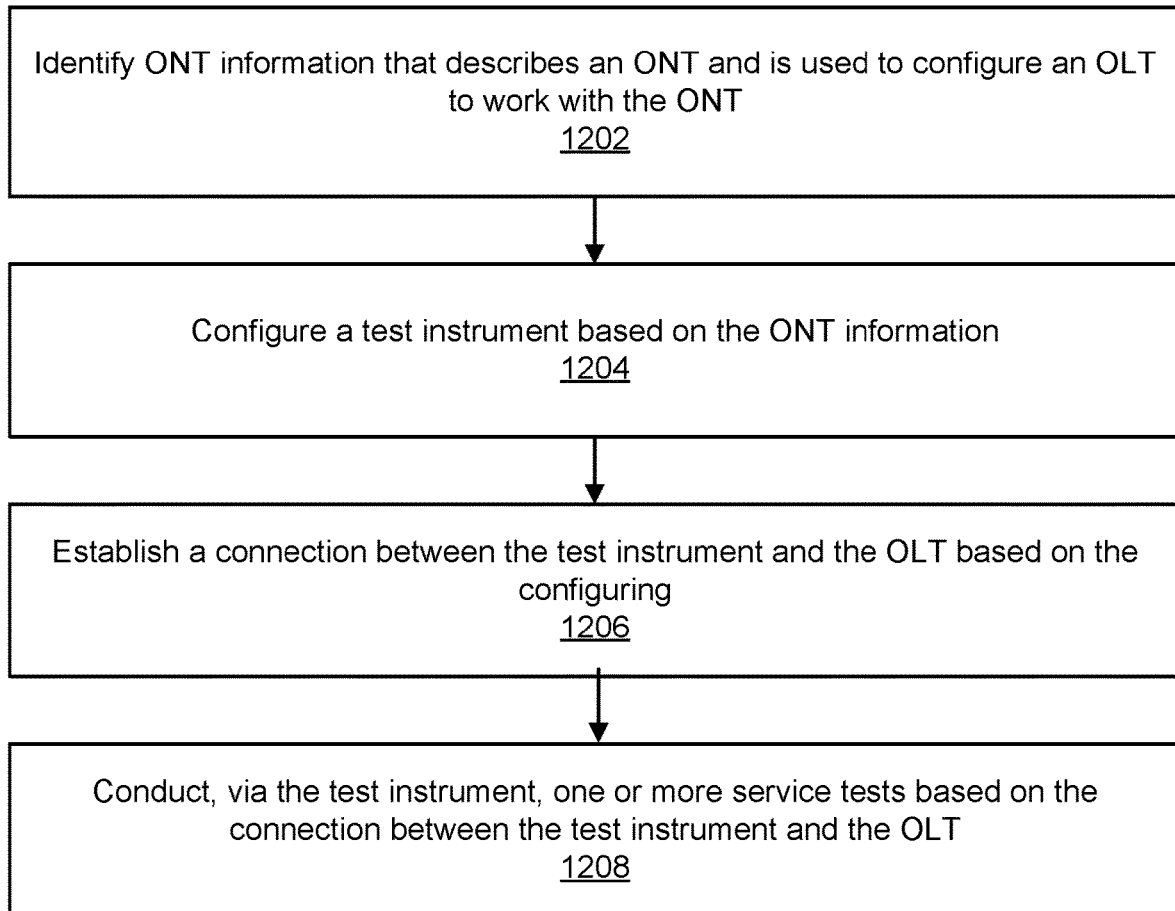 Identify ONT information that describes an ONT and is used to configure an OLT
to work with the ONT
1202
Configure a test instrument based on the ONT information
1204
Establish a connection between the test instrument and the OLT based on the
configuring
1206
Conduct, via the test instrument, one or more service tests based on the
connection between the test instrument and the OLT
1208